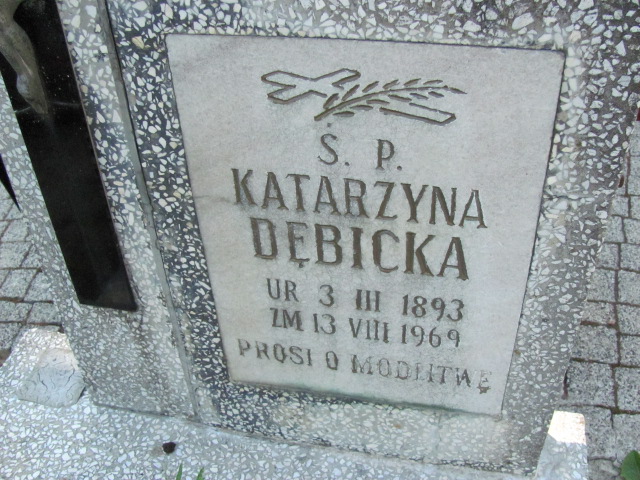 Ś. P.
KATARZYNA
DĘBICKA
UR 3 III 1893
ZM 13 VIII 1969
PROSI O MODLITWĘ